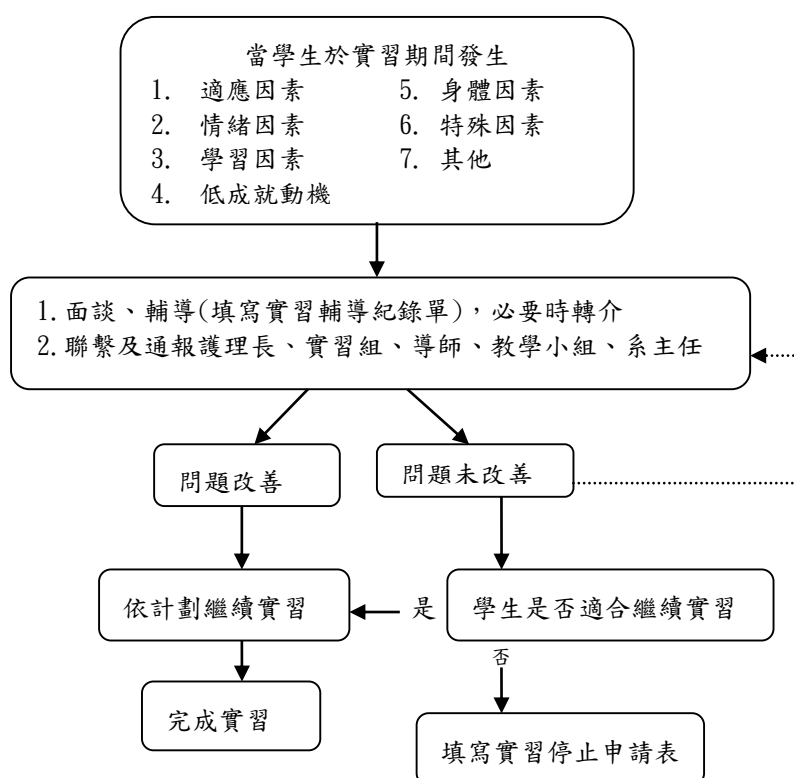 當學生於實習期間發生
1. 適應因素 5. 身體因素
2. 情緒因素 6. 特殊因素
3. 學習因素 7. 其他
4. 低成就動機
1.面談、輔導(填寫實習輔導紀錄單)，必要時轉介
2.聯繫及通報護理長、實習組、導師、教學小組、系主任
問題改善
問題未改善
依計劃繼續實習
是
學生是否適合繼續實習
否
完成實習
填寫實習停止申請表